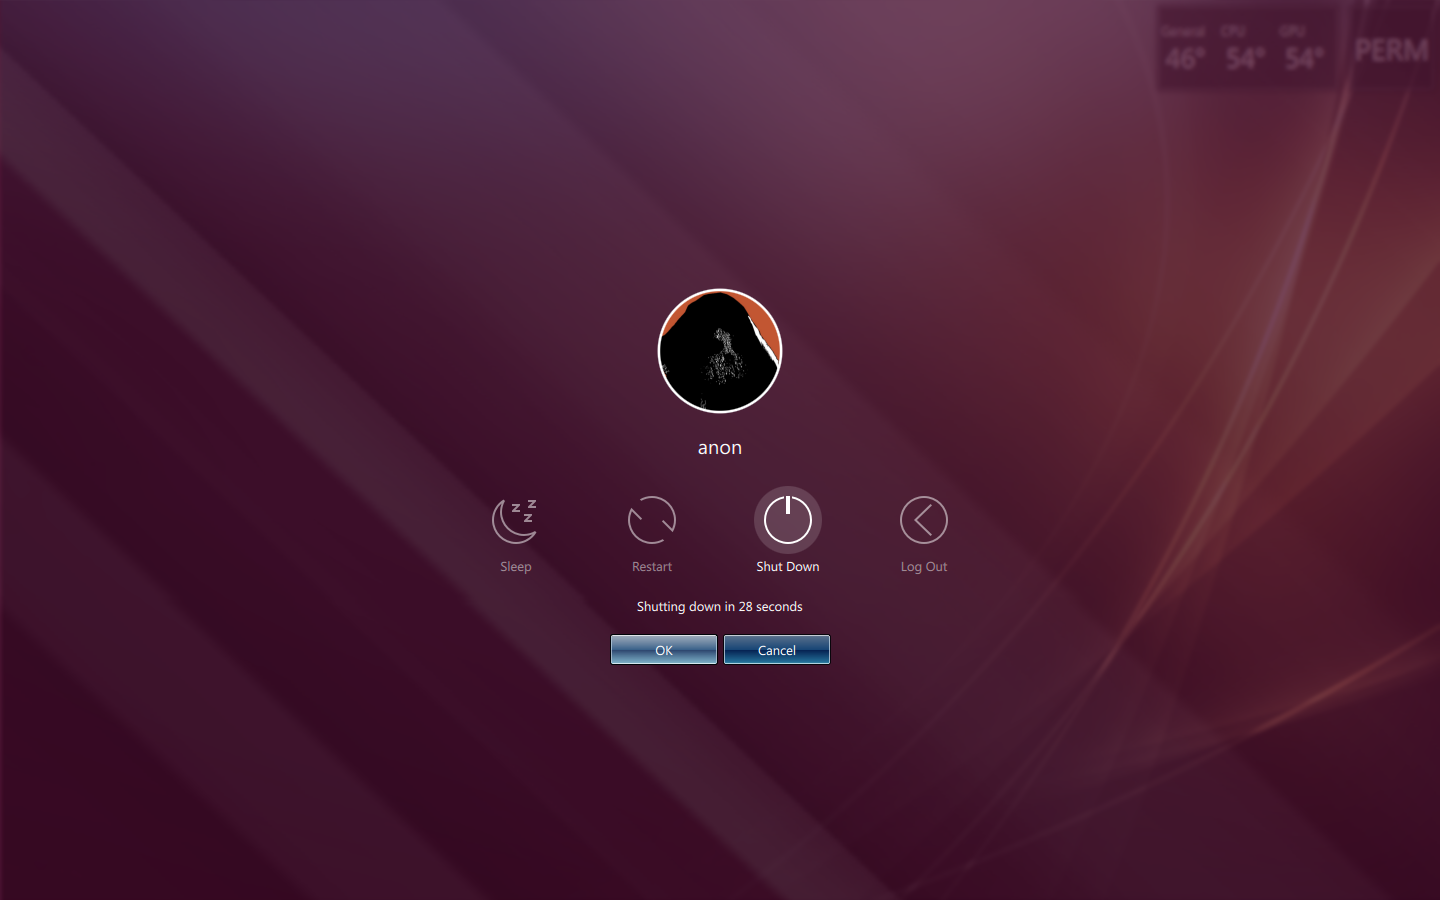 General CPU GPU
46° 54° 54° PERM
anon
Sleep Restart Shut Down Log Out
Shutting down in 28 seconds
OK Cancel